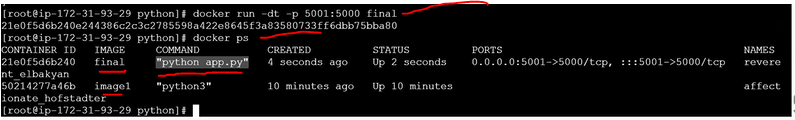 [root@ip-172-31-93-29 python]# docker run -dt -p 5001:5000 final
21e0f5d6b240e244386c2c3c2785598a422e8645f3a83580733ff6dbb75bba80
[root@ip-172-31-93-29 python]# docker ps
CONTAINER ID IMAGE COMMAND CREATED STATUS PORTS NAMES
21e0f5d6b240 final "python app.py" 4 seconds ago Up 2 seconds 0.0.0.0:5001->5000/tcp, :::5001->5000/tcp revere
nt_elbakyan
50214277a46b image1 "python3" 10 minutes ago Up 10 minutes affect
ionate_hofstadter
[root@ip-172-31-93-29 python]#